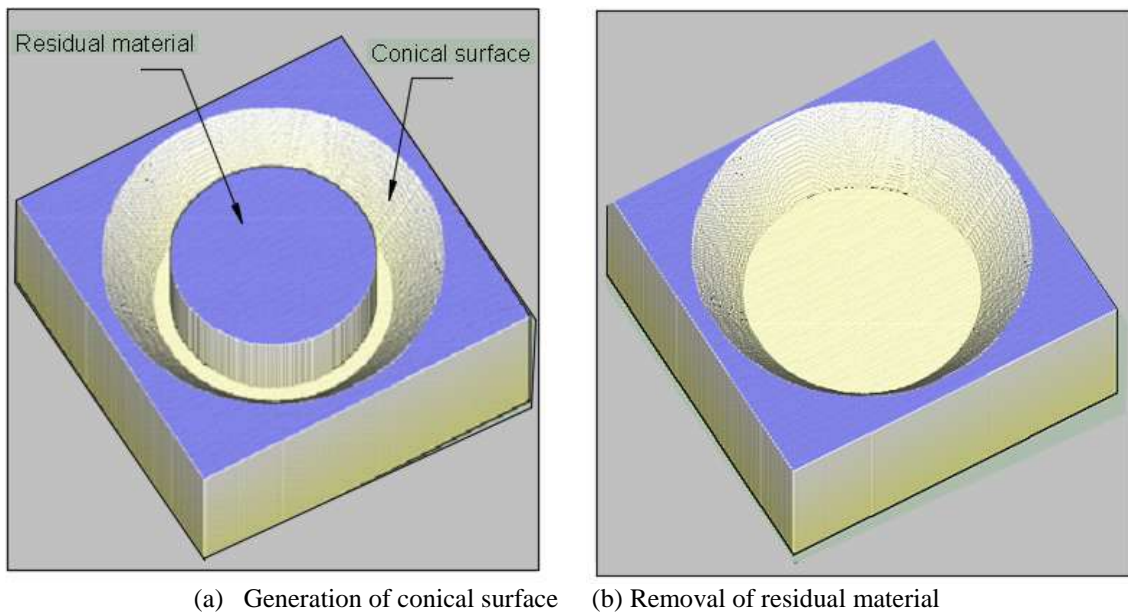 Residual material
Conical surface
(a) Generation of conical surface (b) Removal of residual material